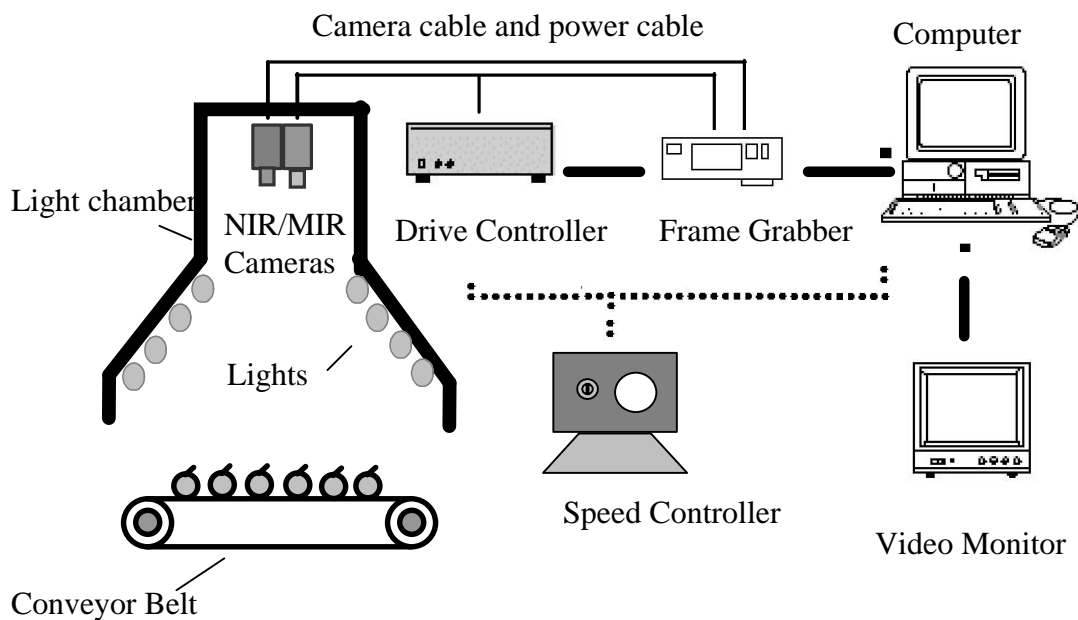 Camera cable and power cable
Computer
Light chamber
NIR/MIR
Cameras
Drive Controller
Frame Grabber
Lights
Speed Controller
Video Monitor
Conveyor Belt